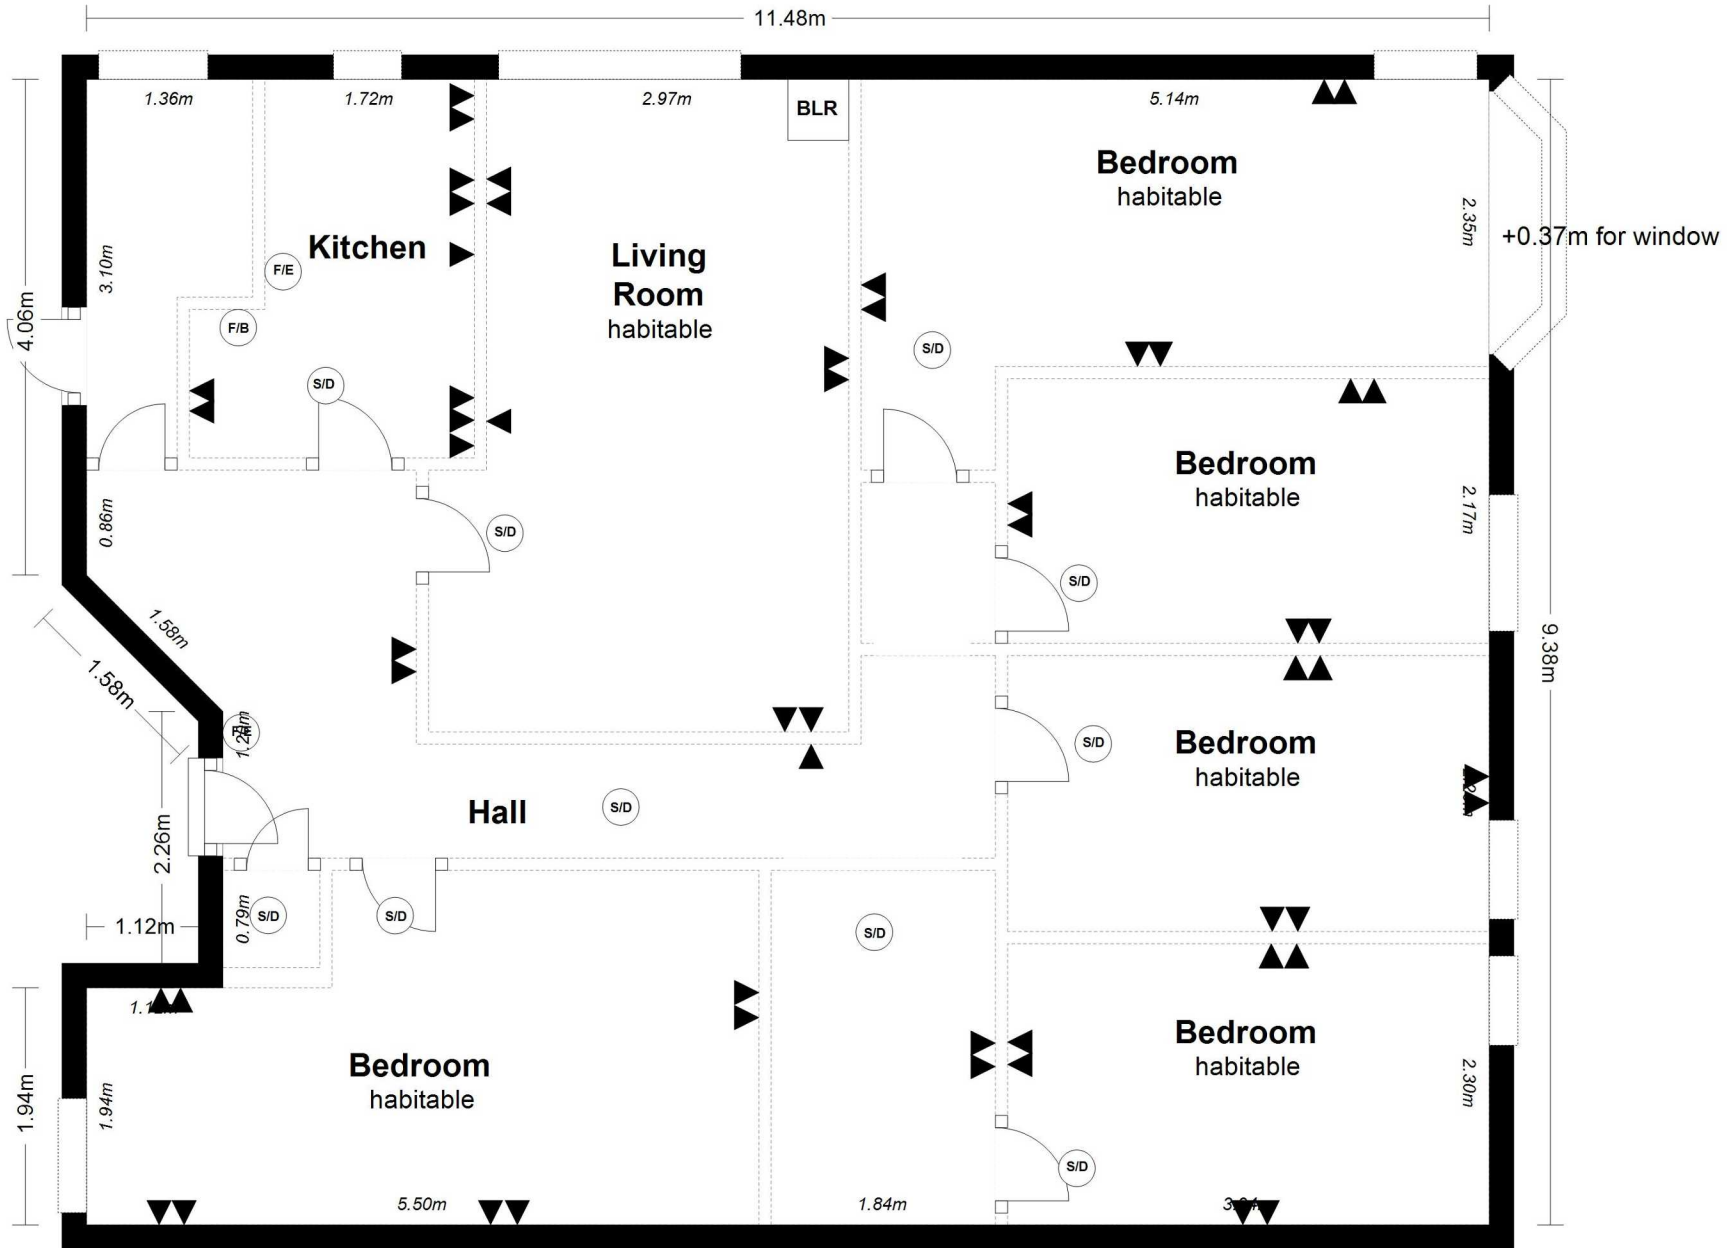 11.48m
1.36m
1.72m
2.97m
BLR
5.14m
Bedroom
habitable
2.35m
+0.37m for window
Kitchen
F/E
Living
Room
habitable
3.10m
4.06m
F/B
S/D
S/D
Bedroom
habitable
2.17m
0.86m
S/D
S/D
1.58m
1.58m
9.38m
Bedroom
habitable
S/D
Hall
S/D
2.26m
0.79m
S/D
S/D
S/D
1.12m
1.94m
1.94m
Bedroom
habitable
Bedroom
habitable
2.30m
S/D
5.50m
1.84m